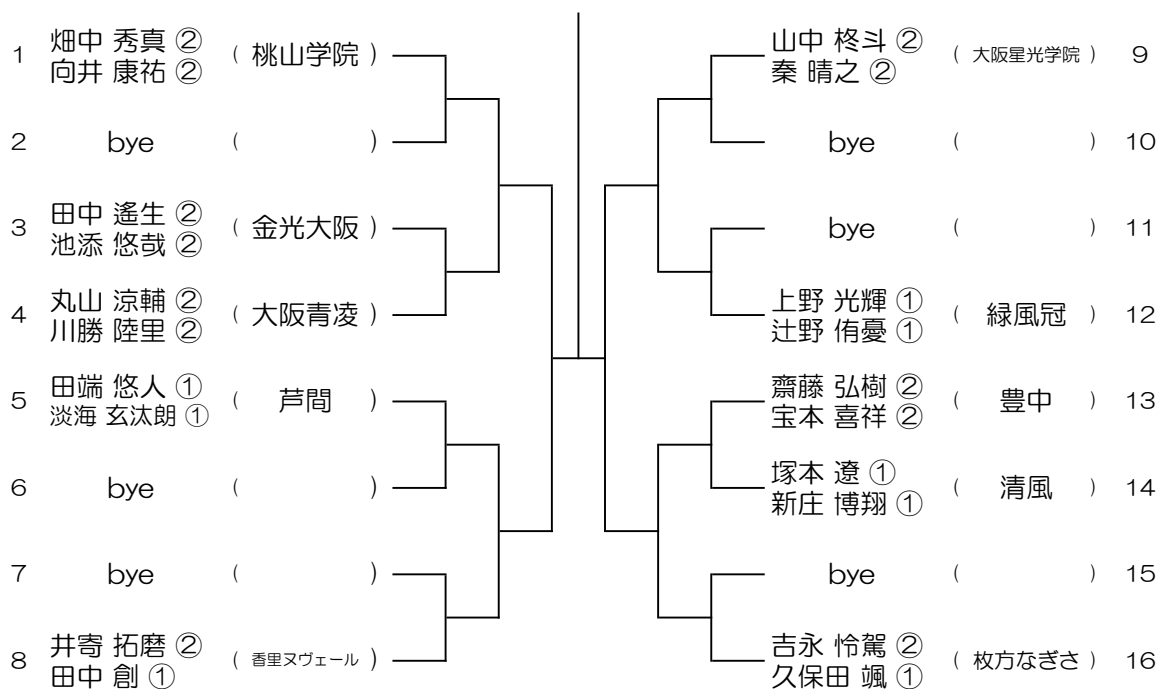 1 畑中 秀真 ② ( 桃山学院 )
向井 康祐 ②
2 bye ( )
3 田中 遙生 ② ( 金光大阪 )
池添 悠哉 ②
4 丸山 涼輔 ② ( 大阪青凌 )
川勝 陸里 ②
5 田端 悠人 ① ( 芦間 )
淡海 玄汰朗 ①
6 bye ( )
7 bye ( )
8 井寄 拓磨 ② ( 香里ヌヴェール )
田中 創 ①
山中 柊斗 ② ( 大阪星光学院 ) 9
秦 晴之 ②
bye ( ) 10
bye ( ) 11
上野 光輝 ① ( 緑風冠 ) 12
辻野 侑憂 ①
齋藤 弘樹 ② ( 豊中 ) 13
宝本 喜祥 ②
塚本 遼 ① ( 清風 ) 14
新庄 博翔 ①
bye ( ) 15
吉永 怜駕 ② ( 枚方なぎさ ) 16
久保田 颯 ①